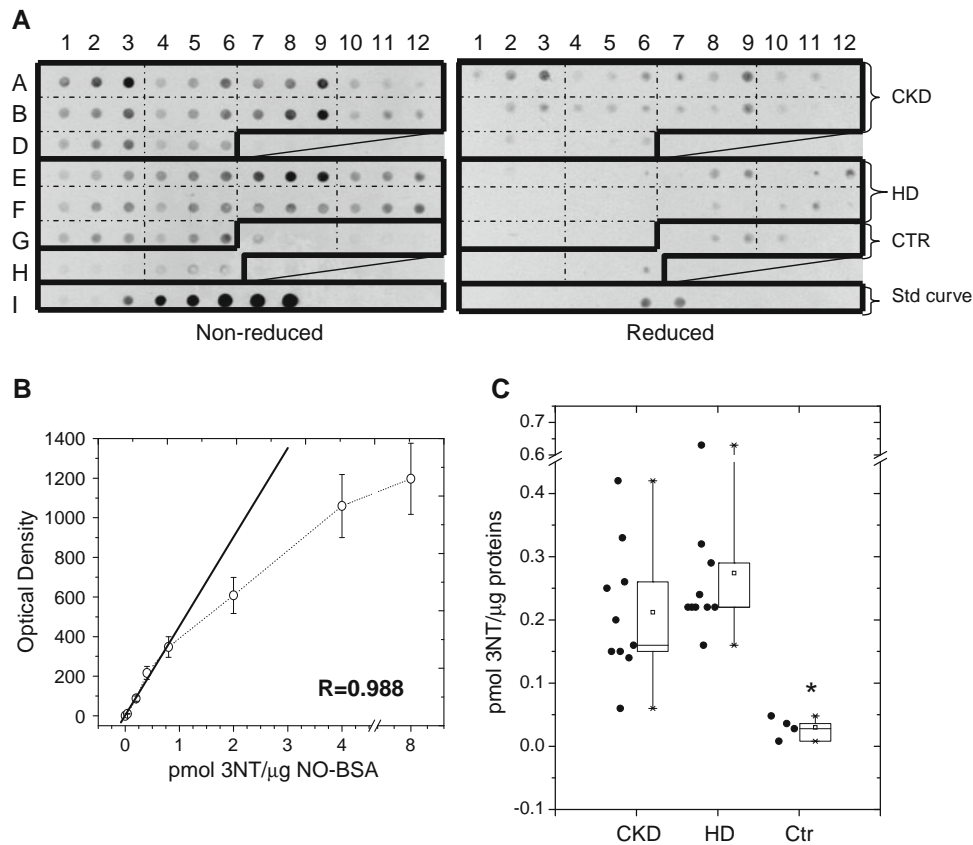 A
1 2 3 4 5 6 7 8 9 10 11 12
1 2 3 4 5 6 7 8 9 10 11 12
A
B
D
E
F
G
H
I
CKD
HD
CTR
Std curve
Non-reduced
Reduced
B
1400
1200
1000
800
600
400
200
0
Optical Density
R=0.988
0 1 2 3 4 8
pmol 3NT/μg NO-BSA
C
0.7
0.6
0.4
0.3
0.2
0.1
0.0
-0.1
pmol 3NT/μg proteins
*
CKD HD Ctr